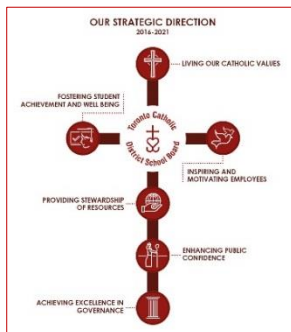 OUR STRATEGIC DIRECTION
2016-2021
LIVING OUR CATHOLIC VALUES
FOSTERING STUDENT
ACHIEVEMENT AND WELL BEING
Toronto Catholic
District School Board
INSPIRING AND
MOTIVATING EMPLOYEES
PROVIDING STEWARDSHIP
OF RESOURCES
ENHANCING PUBLIC
CONFIDENCE
ACHIEVING EXCELLENCE IN
GOVERNANCE